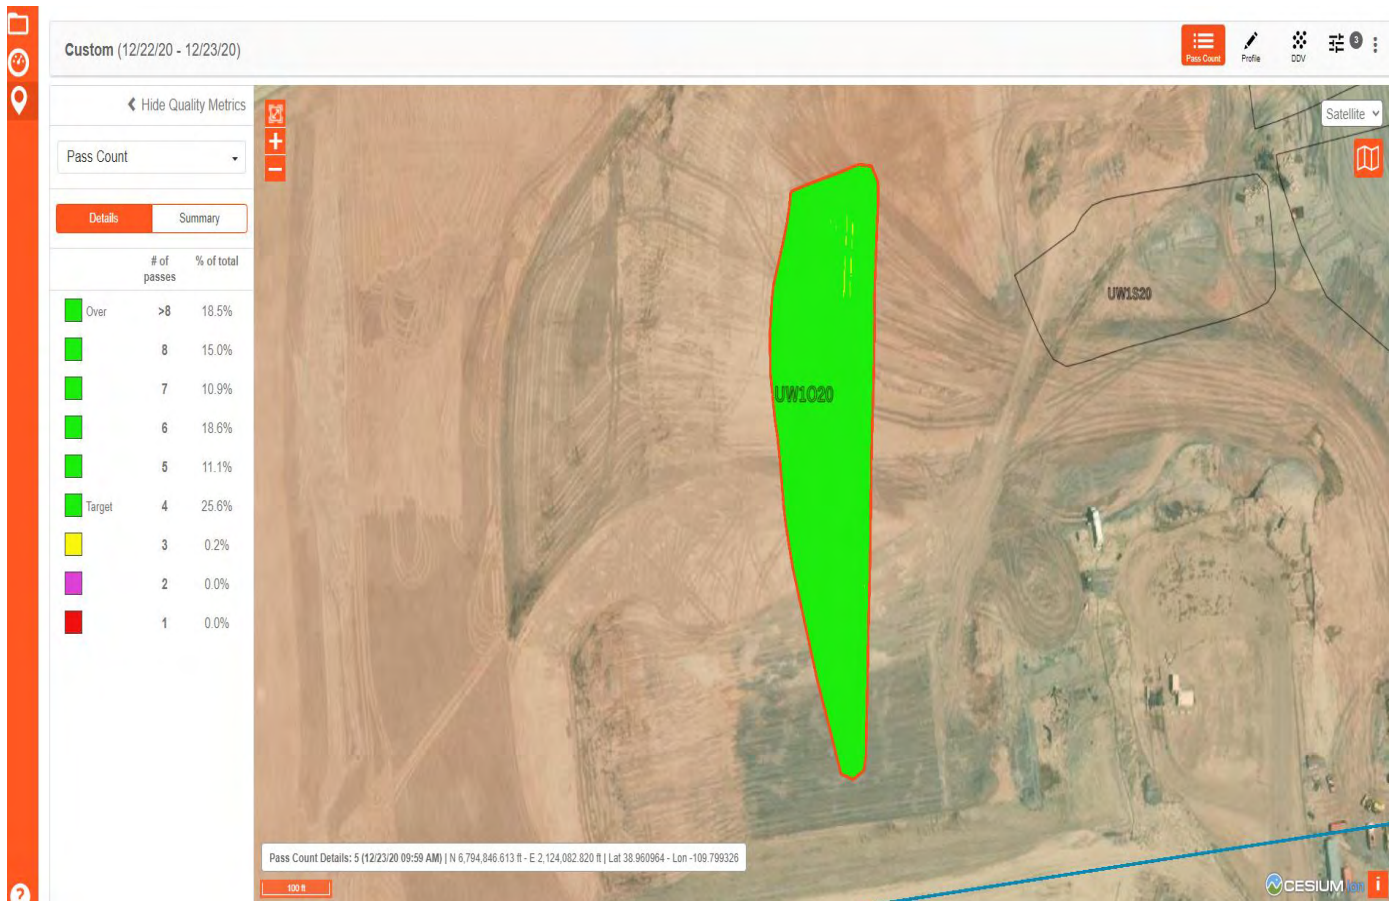 Custom (12/22/20 - 12/23/20)
Pass Count
Profile
DDV
3
Hide Quality Metrics
Satellite
Pass Count
Details
Summary
# of passes
% of total
Over >8 18.5%
8 15.0%
7 10.9%
6 18.6%
5 11.1%
Target 4 25.6%
3 0.2%
2 0.0%
1 0.0%
UW1S20
UW1O20
Pass Count Details: 5 (12/23/20 09:59 AM) | N 6,794,846.613 ft - E 2,124,082.820 ft | Lat 38.960964 - Lon -109.799326
100 ft
CESIUM ion
i
?